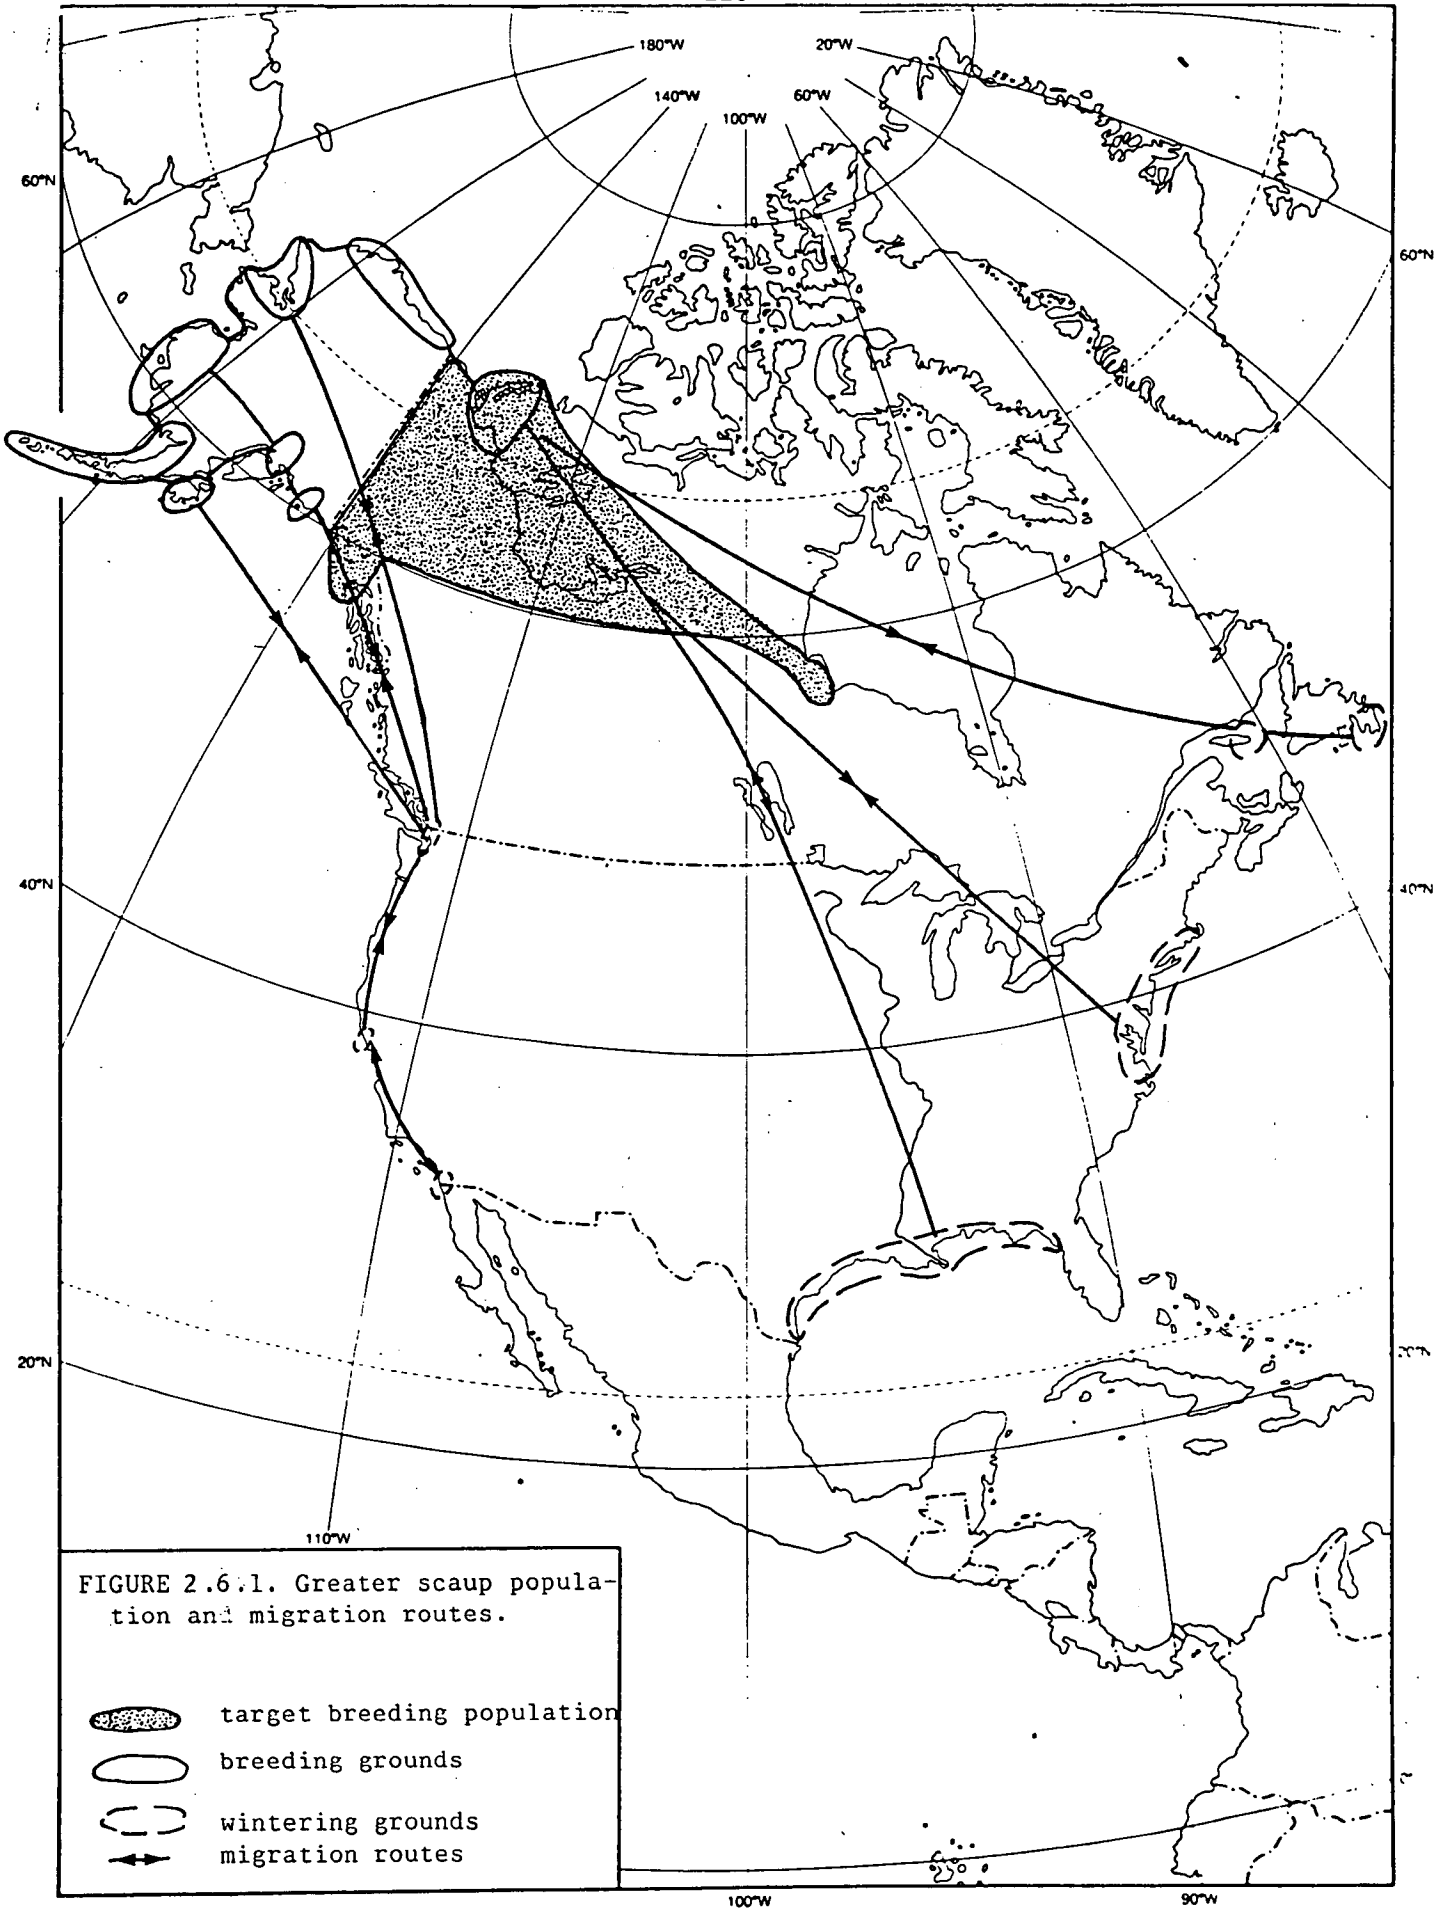 180°W
20°W
140°W
60°W
100°W
60°N
60°N
40°N
40°N
20°N
110°W
FIGURE 2.6.1. Greater scaup popula-
tion and migration routes.
target breeding population
breeding grounds
wintering grounds
migration routes
100°W
90°W